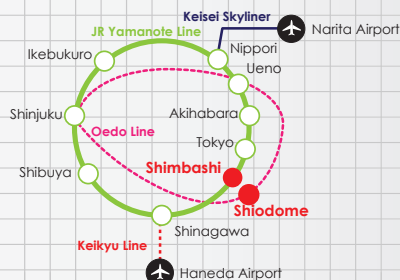 Keisei Skyliner
JR Yamanote Line
Narita Airport
Ikebukuro
Nippori
Ueno
Shinjuku
Akihabara
Oedo Line
Tokyo
Shibuya
Shimbashi
Shiodome
Shinagawa
Keikyu Line
Haneda Airport